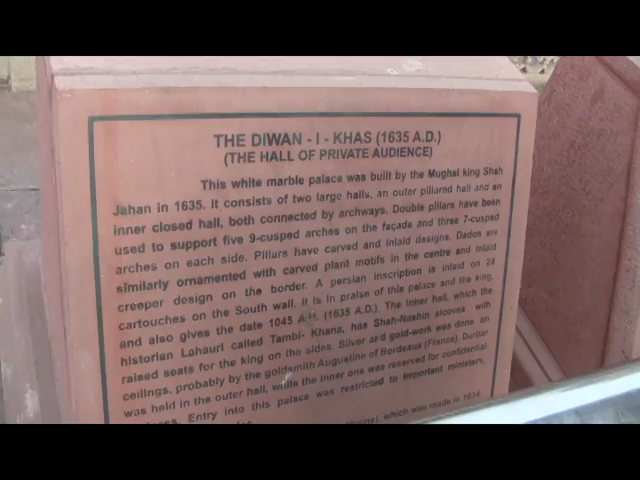 THE DIWAN - I - KHAS (1635 A.D.)
(THE HALL OF PRIVATE AUDIENCE)
This white marble palace was built by the Mughal king Shah
Jahan in 1635. It consists of two large halls, an outer pillared hall and an
inner closed hall, both connected by archways. Double pillars have been
used to support five 9-cusped arches on the façade and three 7-cusped
arches on each side. Pillars have carved and inlaid designs. Dados are
similarly ornamented with carved plant motifs in the centre and inlaid
creeper design on the border. A persian inscription is inlaid on 28
cartouches on the South wall. It is in praise of this palace and the king,
and also gives the date 1045 A.H. (1635 A.D.). The inner hall, which the
historian Lahauri called Tambi- Khana, has Shah-Nashin alcoves with
raised seats for the king on the sides. Silver and gold-work was done on
ceilings, probably by the goldsmith Augustine of Bordeaus (France). Durbar
was held in the outer hall, while the inner one was reserved for confidential
Entry into this palace was restricted to important ministers,
which was made in 1634